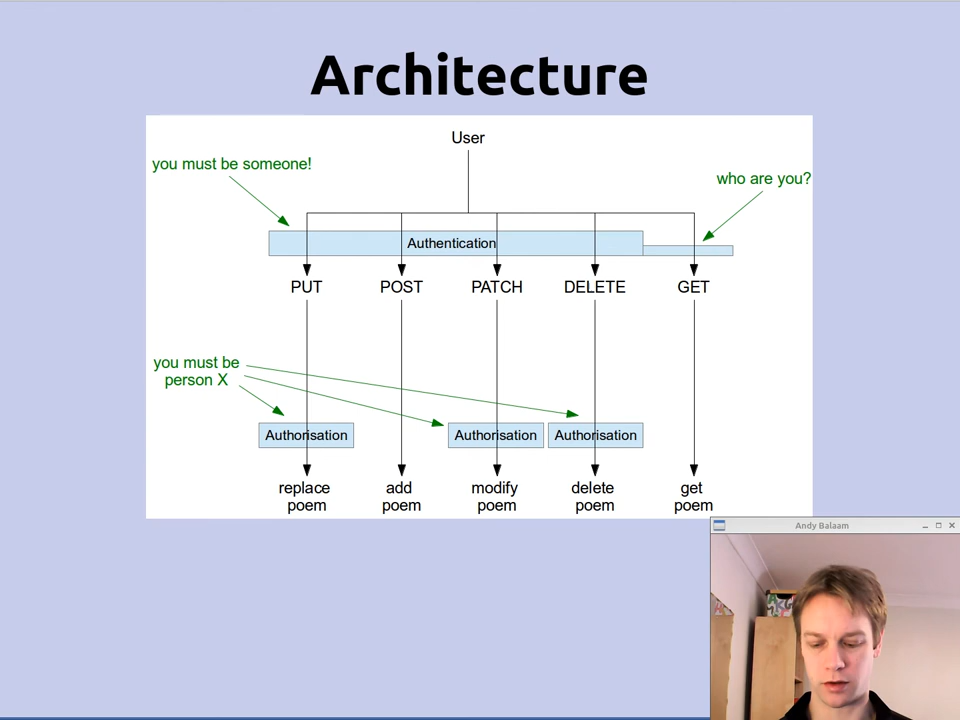 Architecture
User
you must be someone!
who are you?
Authentication
PUT POST PATCH DELETE GET
you must be
person X
Authorisation Authorisation Authorisation
replace add modify delete get
poem poem poem poem poem
Andy Balaam